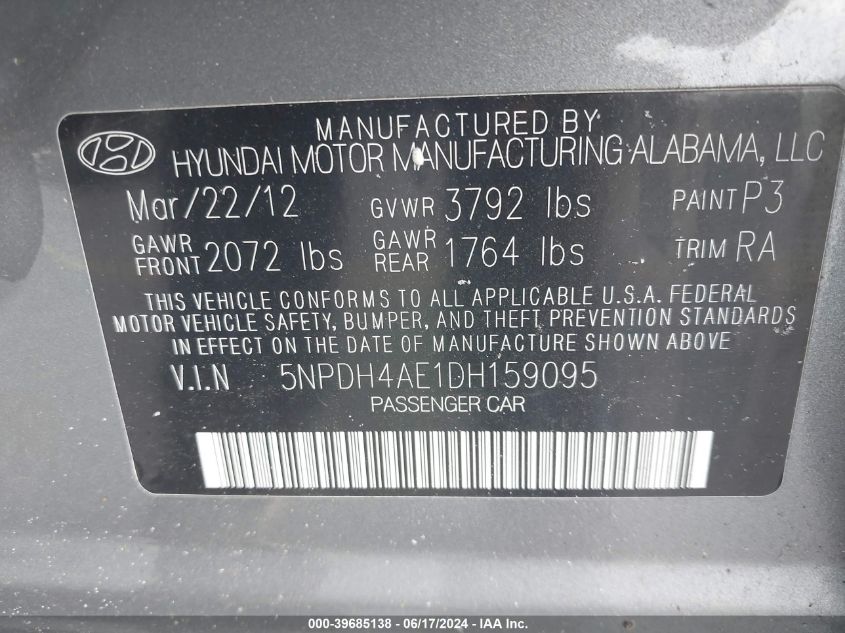 MANUFACTURED BY
HYUNDAI MOTOR MANUFACTURING ALABAMA, LLC
Mar/22/12 GVWR 3792 lbs PAINT P3
GAWR FRONT 2072 lbs GAWR REAR 1764 lbs TRIM RA
THIS VEHICLE CONFORMS TO ALL APPLICABLE U.S.A. FEDERAL
MOTOR VEHICLE SAFETY, BUMPER, AND THEFT PREVENTION STANDARDS
IN EFFECT ON THE DATE OF MANUFACTURE SHOWN ABOVE
V.I.N 5NPDH4AE1DH159095
PASSENGER CAR
000-39685138 - 06/17/2024 - IAA Inc.